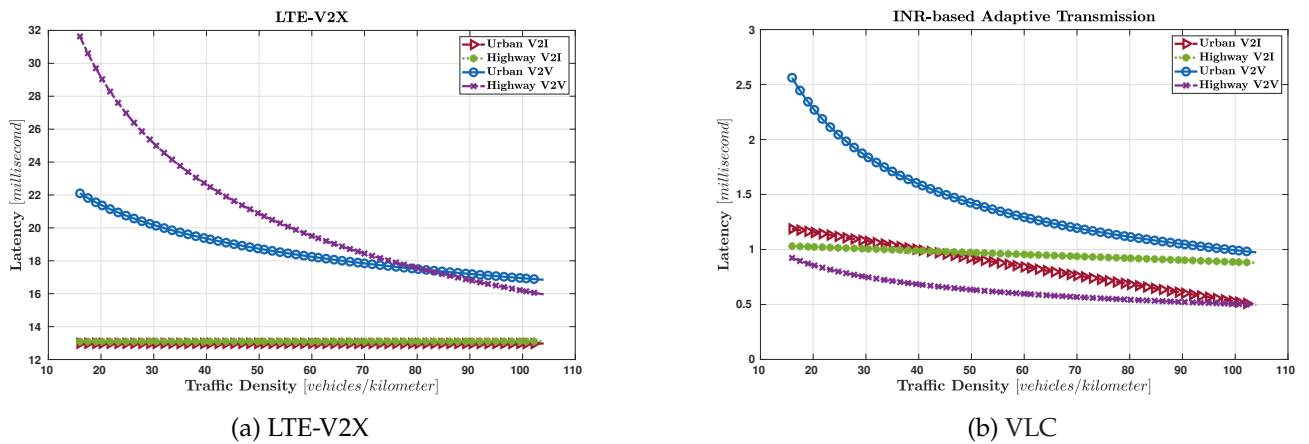 LTE-V2X
32
30
28
26
24
22
20
18
16
14
12
Latency [millisecond]
Urban V2I
Highway V2I
Urban V2V
Highway V2V
10 20 30 40 50 60 70 80 90 100 110
Traffic Density [vehicles/kilometer]
(a) LTE-V2X
INR-based Adaptive Transmission
3
2.5
2
1.5
1
0.5
0
Latency [millisecond]
Urban V2I
Highway V2I
Urban V2V
Highway V2V
10 20 30 40 50 60 70 80 90 100 110
Traffic Density [vehicles/kilometer]
(b) VLC